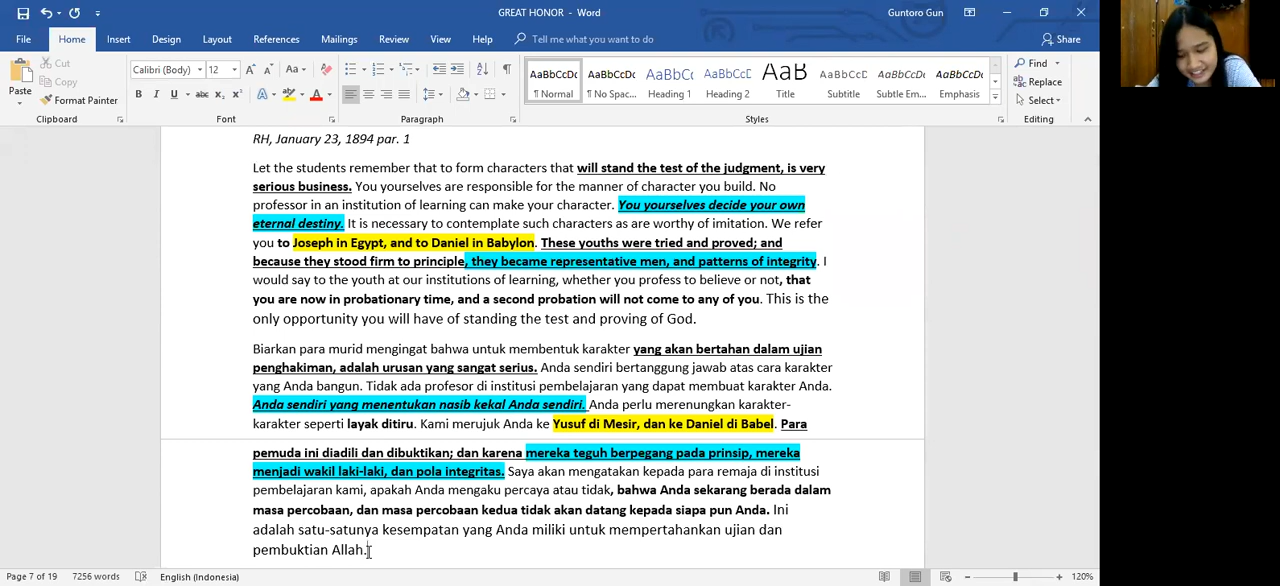 GREAT HONOR - Word
Guntoro Gun
File Home Insert Design Layout References Mailings Review View Help Tell me what you want to do Share
Cut
Copy
Paste
Format Painter
Calibri (Body) 12
AaBbCcDc AaBbCcDc AaBbCc AaBbCcD AaB AaBbCcD AaBbCcDc AaBbCcDc
¶ Normal ¶ No Spac... Heading 1 Heading 2 Title Subtitle Subtle Em... Emphasis
Find
Replace
Select
Clipboard Font Paragraph Styles Editing
RH, January 23, 1894 par. 1
Let the students remember that to form characters that will stand the test of the judgment, is very
serious business. You yourselves are responsible for the manner of character you build. No
professor in an institution of learning can make your character. You yourselves decide your own
eternal destiny. It is necessary to contemplate such characters as are worthy of imitation. We refer
you to Joseph in Egypt, and to Daniel in Babylon. These youths were tried and proved; and
because they stood firm to principle, they became representative men, and patterns of integrity. I
would say to the youth at our institutions of learning, whether you profess to believe or not, that
you are now in probationary time, and a second probation will not come to any of you. This is the
only opportunity you will have of standing the test and proving of God.
Biarkan para murid mengingat bahwa untuk membentuk karakter yang akan bertahan dalam ujian
penghakiman, adalah urusan yang sangat serius. Anda sendiri bertanggung jawab atas cara karakter
yang Anda bangun. Tidak ada profesor di institusi pembelajaran yang dapat membuat karakter Anda.
Anda sendiri yang menentukan nasib kekal Anda sendiri. Anda perlu merenungkan karakter-
karakter seperti layak ditiru. Kami merujuk Anda ke Yusuf di Mesir, dan ke Daniel di Babel. Para
pemuda ini diadili dan dibuktikan; dan karena mereka teguh berpegang pada prinsip, mereka
menjadi wakil laki-laki, dan pola integritas. Saya akan mengatakan kepada para remaja di institusi
pembelajaran kami, apakah Anda mengaku percaya atau tidak, bahwa Anda sekarang berada dalam
masa percobaan, dan masa percobaan kedua tidak akan datang kepada siapa pun Anda. Ini
adalah satu-satunya kesempatan yang Anda miliki untuk mempertahankan ujian dan
pembuktian Allah.
Page 7 of 19 7256 words English (Indonesia) 120%